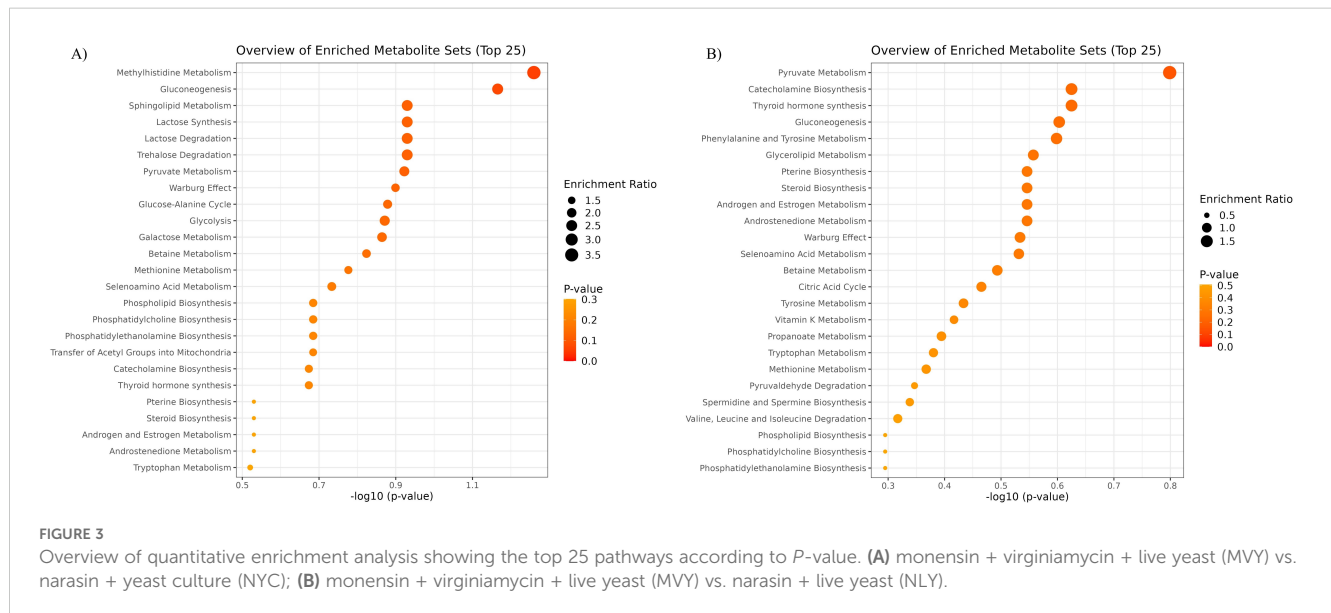 A)
Overview of Enriched Metabolite Sets (Top 25)
Methylhistidine Metabolism
Gluconeogenesis
Sphingolipid Metabolism
Lactose Synthesis
Lactose Degradation
Trehalose Degradation
Pyruvate Metabolism
Warburg Effect
Glucose-Alanine Cycle
Glycolysis
Galactose Metabolism
Betaine Metabolism
Methionine Metabolism
Selenoamino Acid Metabolism
Phospholipid Biosynthesis
Phosphatidylcholine Biosynthesis
Phosphatidylethanolamine Biosynthesis
Transfer of Acetyl Groups into Mitochondria
Catecholamine Biosynthesis
Thyroid hormone synthesis
Pterine Biosynthesis
Steroid Biosynthesis
Androgen and Estrogen Metabolism
Androstenedione Metabolism
Tryptophan Metabolism
0.5 0.7 0.9 1.1
-log10 (p-value)
Enrichment Ratio
1.5
2.0
2.5
3.0
3.5
P-value
0.3
0.2
0.1
0.0
B)
Overview of Enriched Metabolite Sets (Top 25)
Pyruvate Metabolism
Catecholamine Biosynthesis
Thyroid hormone synthesis
Gluconeogenesis
Phenylalanine and Tyrosine Metabolism
Glycerolipid Metabolism
Pterine Biosynthesis
Steroid Biosynthesis
Androgen and Estrogen Metabolism
Androstenedione Metabolism
Warburg Effect
Selenoamino Acid Metabolism
Betaine Metabolism
Citric Acid Cycle
Tyrosine Metabolism
Vitamin K Metabolism
Propanoate Metabolism
Tryptophan Metabolism
Methionine Metabolism
Pyruvaldehyde Degradation
Spermidine and Spermine Biosynthesis
Valine, Leucine and Isoleucine Degradation
Phospholipid Biosynthesis
Phosphatidylcholine Biosynthesis
Phosphatidylethanolamine Biosynthesis
0.3 0.4 0.5 0.6 0.7 0.8
-log10 (p-value)
Enrichment Ratio
0.5
1.0
1.5
P-value
0.5
0.4
0.3
0.2
0.1
0.0
FIGURE 3
Overview of quantitative enrichment analysis showing the top 25 pathways according to P-value. (A) monensin + virginiamycin + live yeast (MVY) vs.
narasin + yeast culture (NYC); (B) monensin + virginiamycin + live yeast (MVY) vs. narasin + live yeast (NLY).